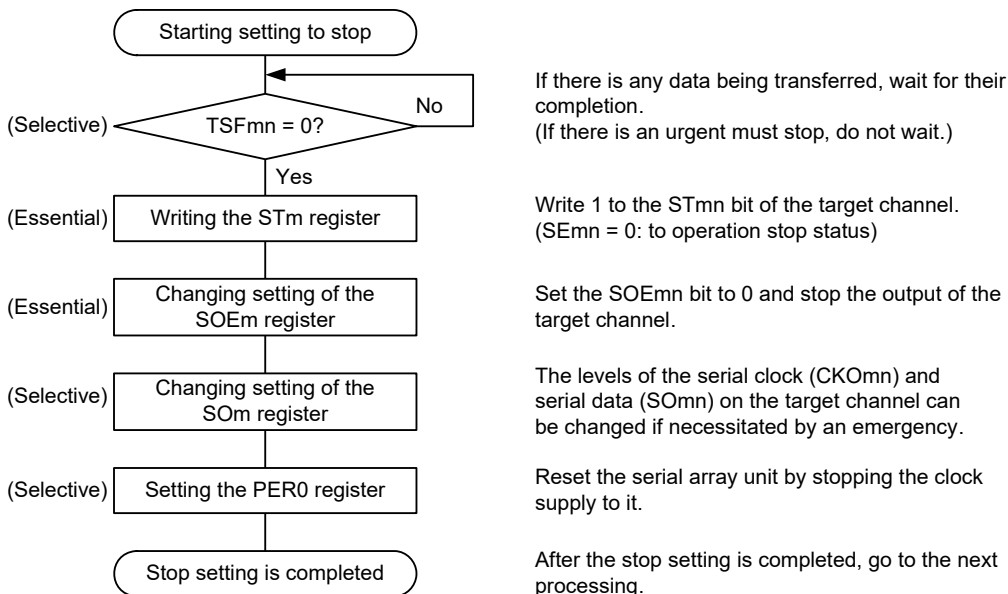 Starting setting to stop
No
If there is any data being transferred, wait for their
completion.
(If there is an urgent must stop, do not wait.)
(Selective)
TSFmn = 0?
Yes
(Essential)
Writing the STm register
Write 1 to the STmn bit of the target channel.
(SEmn = 0: to operation stop status)
(Essential)
Changing setting of the
SOEm register
Set the SOEmn bit to 0 and stop the output of the
target channel.
(Selective)
Changing setting of the
SOm register
The levels of the serial clock (CKOmn) and
serial data (SOmn) on the target channel can
be changed if necessitated by an emergency.
(Selective)
Setting the PER0 register
Reset the serial array unit by stopping the clock
supply to it.
Stop setting is completed
After the stop setting is completed, go to the next
processing.